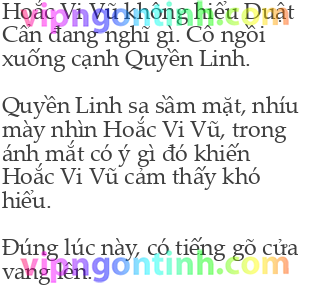 Hoắc Vi Vũ không hiểu Duật
Cẩn đang nghĩ gì. Cô ngồi
xuống cạnh Quyền Linh.
Quyền Linh sa sầm mặt, nhíu
mày nhìn Hoắc Vi Vũ, trong
ánh mắt có ý gì đó khiến
Hoắc Vi Vũ cảm thấy khó
hiểu.
Đúng lúc này, có tiếng gõ cửa
vang lên.
vipngontinh.com
vipngontinh.com